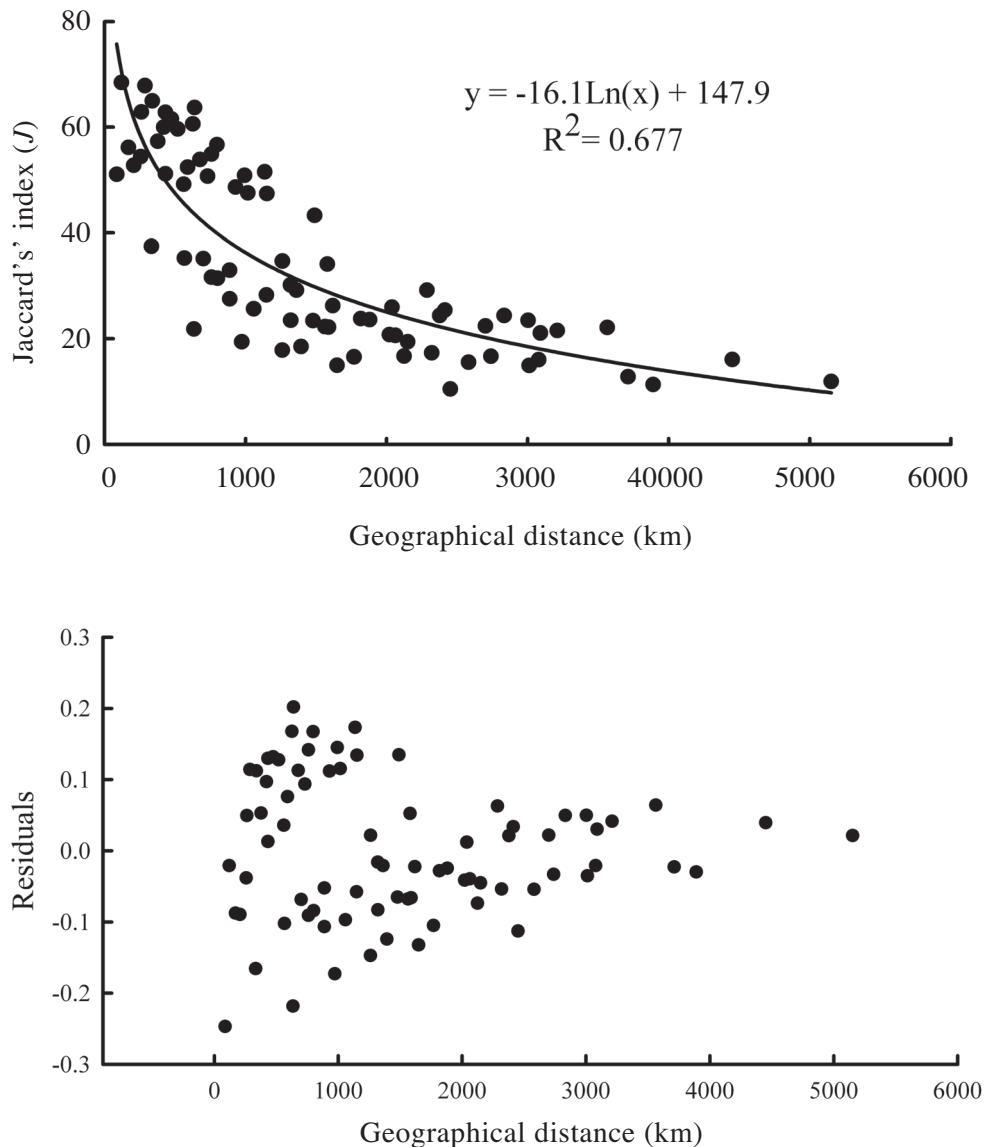 80
60
40
20
0
Jaccard's' index (J)
y = -16.1Ln(x) + 147.9
R2= 0.677
0 1000 2000 3000 40000 5000 6000
Geographical distance (km)
0.3
0.2
0.1
0.0
-0.1
-0.2
-0.3
Residuals
0 1000 2000 3000 4000 5000 6000
Geographical distance (km)